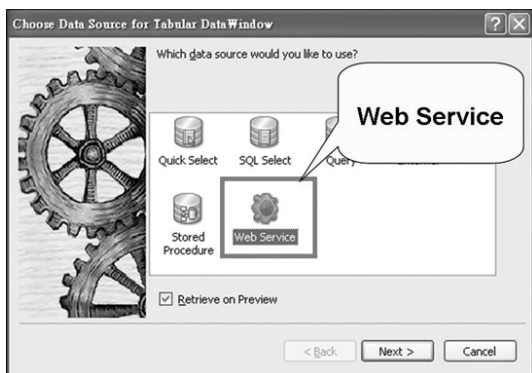 Choose Data Source for Tabular DataWindow
Which data source would you like to use?
Web Service
Quick Select
SQL Select
Query
Stored
Procedure
Web Service
Retrieve on Preview
< Back
Next >
Cancel